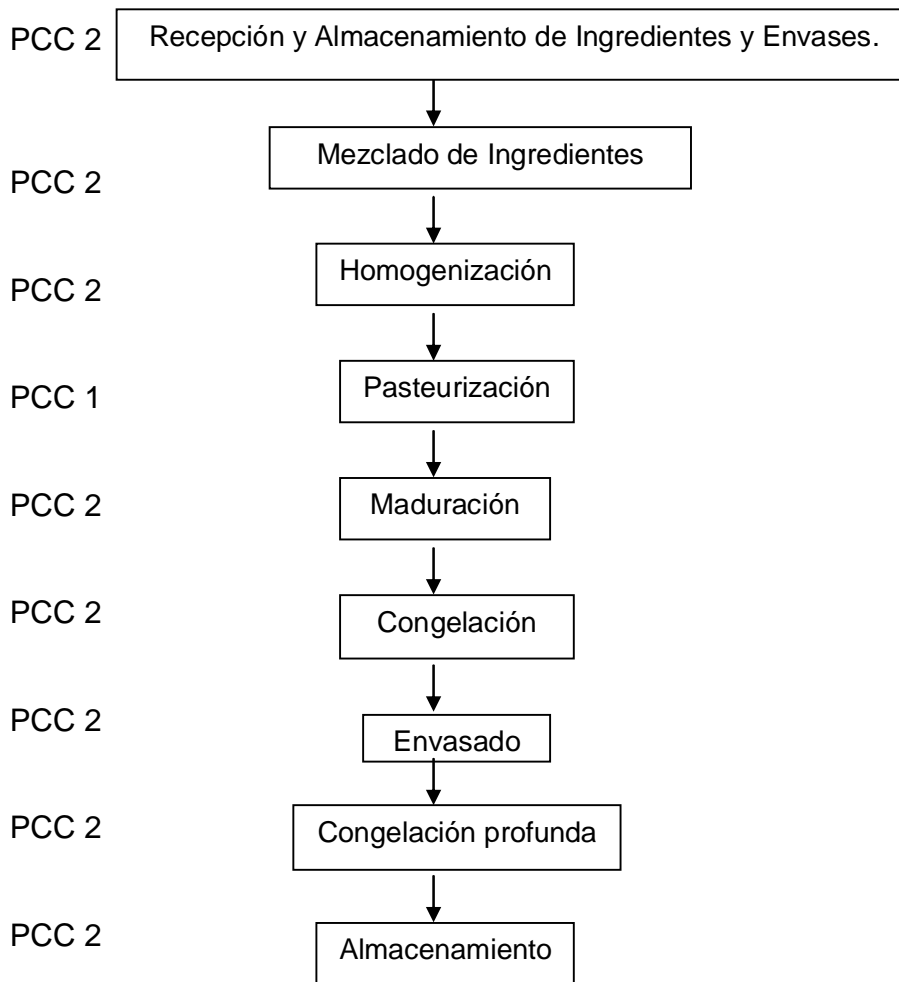 PCC 2 Recepción y Almacenamiento de Ingredientes y Envases.
PCC 2 Mezclado de Ingredientes
PCC 2 Homogenización
PCC 1 Pasteurización
PCC 2 Maduración
PCC 2 Congelación
PCC 2 Envasado
PCC 2 Congelación profunda
PCC 2 Almacenamiento